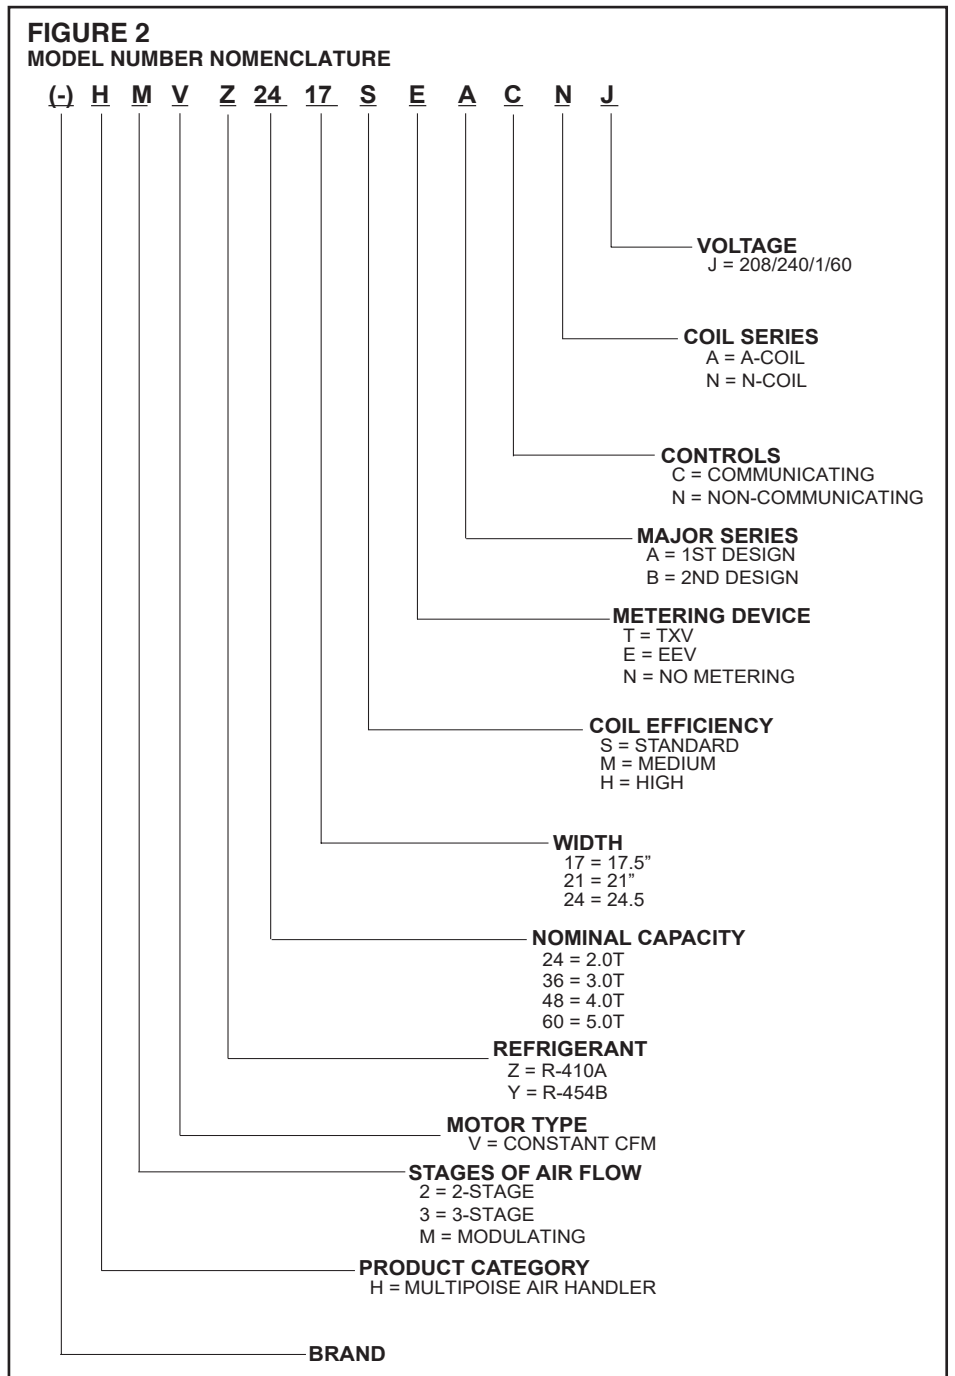 FIGURE 2
MODEL NUMBER NOMENCLATURE
(-) H M V Z 24 17 S E A C N J
VOLTAGE
J = 208/240/1/60
COIL SERIES
A = A-COIL
N = N-COIL
CONTROLS
C = COMMUNICATING
N = NON-COMMUNICATING
MAJOR SERIES
A = 1ST DESIGN
B = 2ND DESIGN
METERING DEVICE
T = TXV
E = EEV
N = NO METERING
COIL EFFICIENCY
S = STANDARD
M = MEDIUM
H = HIGH
WIDTH
17 = 17.5”
21 = 21”
24 = 24.5
NOMINAL CAPACITY
24 = 2.0T
36 = 3.0T
48 = 4.0T
60 = 5.0T
REFRIGERANT
Z = R-410A
Y = R-454B
MOTOR TYPE
V = CONSTANT CFM
STAGES OF AIR FLOW
2 = 2-STAGE
3 = 3-STAGE
M = MODULATING
PRODUCT CATEGORY
H = MULTIPOISE AIR HANDLER
BRAND